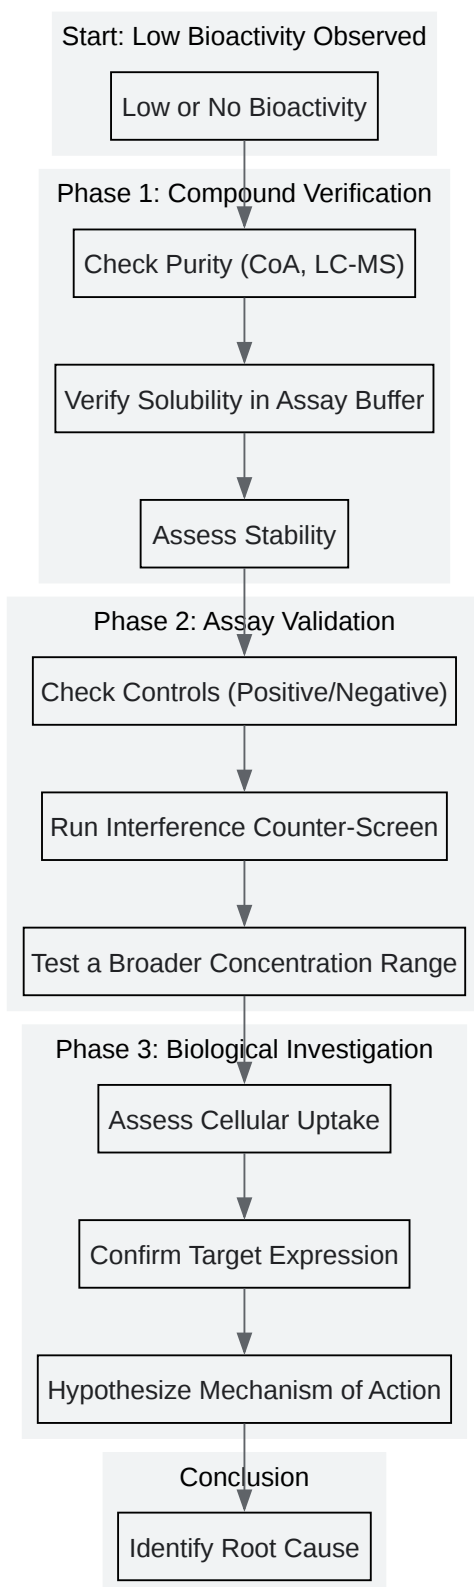 Start: Low Bioactivity Observed
Low or No Bioactivity
Phase 1: Compound Verification
Check Purity (CoA, LC-MS)
Verify Solubility in Assay Buffer
Assess Stability
Phase 2: Assay Validation
Check Controls (Positive/Negative)
Run Interference Counter-Screen
Test a Broader Concentration Range
Phase 3: Biological Investigation
Assess Cellular Uptake
Confirm Target Expression
Hypothesize Mechanism of Action
Conclusion
Identify Root Cause